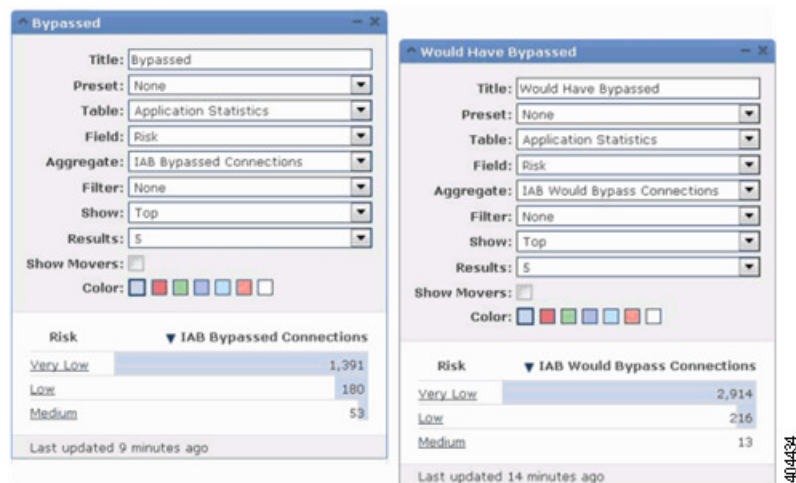 Bypassed
Title: Bypassed
Preset: None
Table: Application Statistics
Field: Risk
Aggregate: IAB Bypassed Connections
Filter: None
Show: Top
Results: 5
Show Movers:
Color:
Risk IAB Bypassed Connections
Very Low 1,391
Low 180
Medium 53
Last updated 9 minutes ago
Would Have Bypassed
Title: Would Have Bypassed
Preset: None
Table: Application Statistics
Field: Risk
Aggregate: IAB Would Bypass Connections
Filter: None
Show: Top
Results: 5
Show Movers:
Color:
Risk IAB Would Bypass Connections
Very Low 2,914
Low 216
Medium 13
Last updated 14 minutes ago
404434